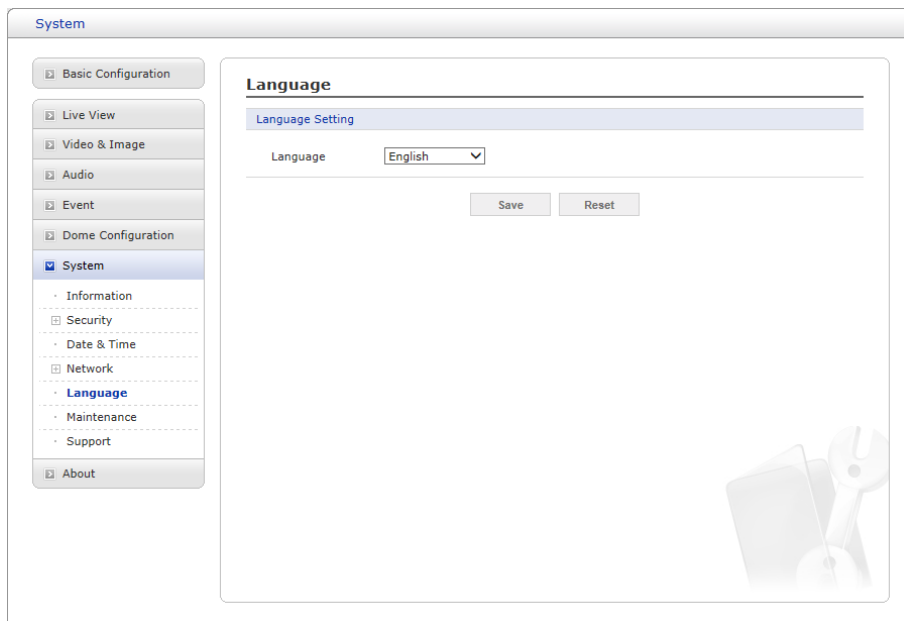 System
Basic Configuration
Live View
Video & Image
Audio
Event
Dome Configuration
System
Information
Security
Date & Time
Network
Language
Maintenance
Support
About
Language
Language Setting
Language English
Save Reset